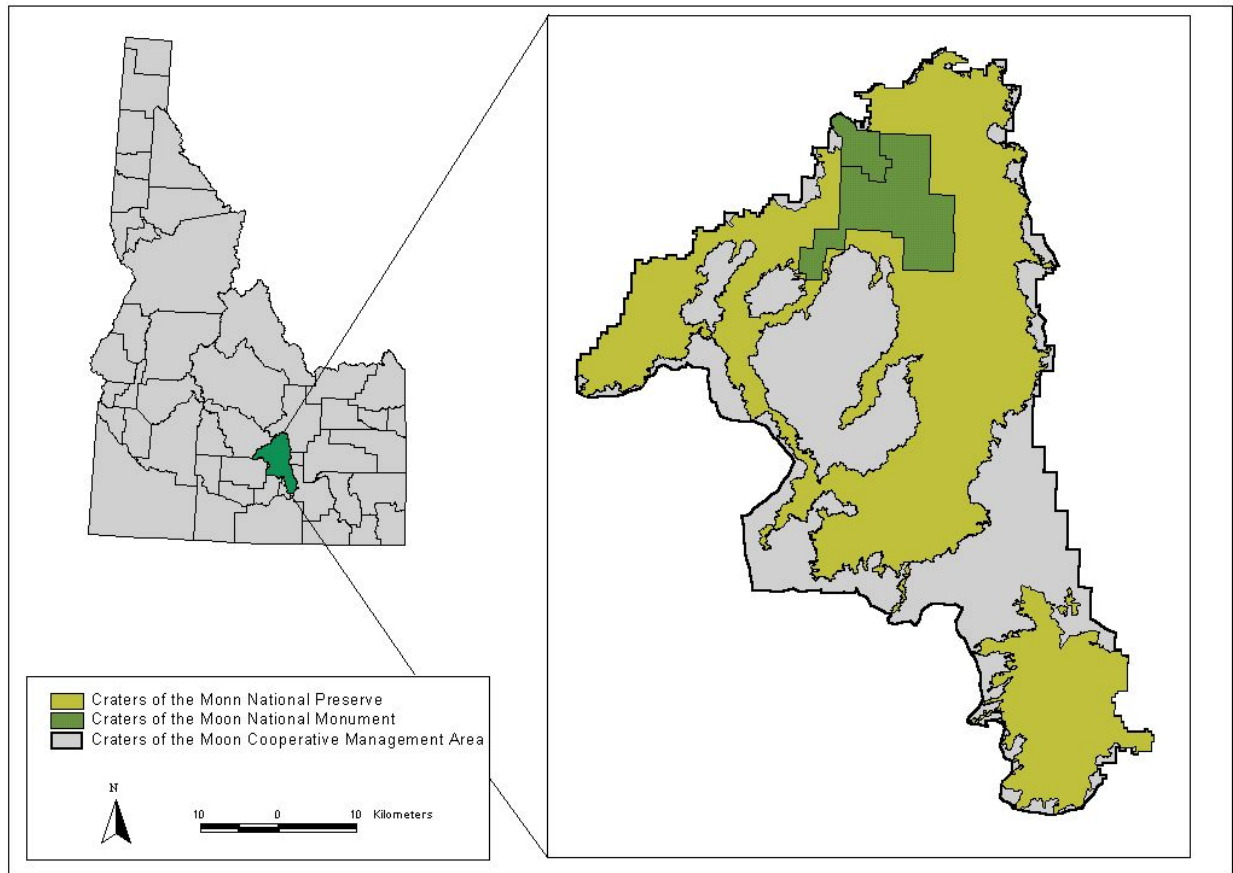 Craters of the Monn National Preserve
Craters of the Moon National Monument
Craters of the Moon Cooperative Management Area
N
10 0 10 Kilometers